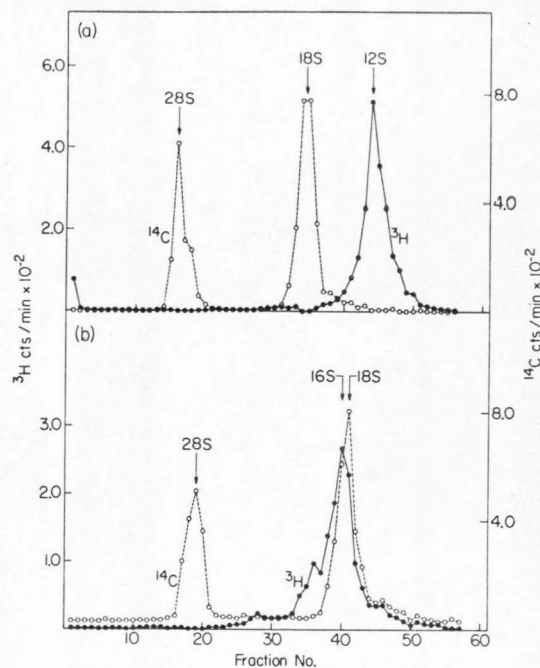 (a)
6.0
4.0
2.0
28S
18S
12S
14C
3H
8.0
4.0
(b)
3.0
2.0
1.0
28S
16S
18S
14C
3H
8.0
4.0
10
20
30
40
50
60
Fraction No.
3H cts/min × 10-2
14C cts/min × 10-2